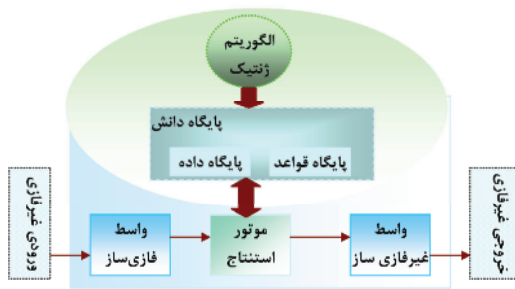 الگوریتم
ژنتیک
پایگاه دانش
پایگاه قواعد
پایگاه داده
ورودی غیرفازی
واسط
فازی‌ساز
موتور
استنتاج
واسط
غیرفازی ساز
خروجی غیرفازی